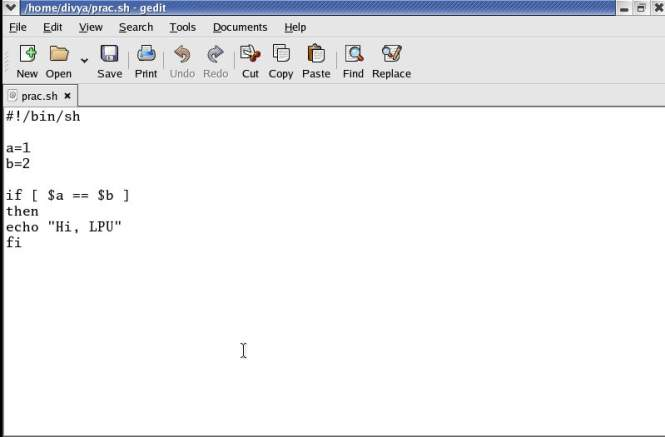 /home/divya/prac.sh - gedit
File Edit View Search Tools Documents Help
New Open Save Print Undo Redo Cut Copy Paste Find Replace
prac.sh
#!/bin/sh
a=1
b=2
if [ $a == $b ]
then
echo "Hi, LPU"
fi